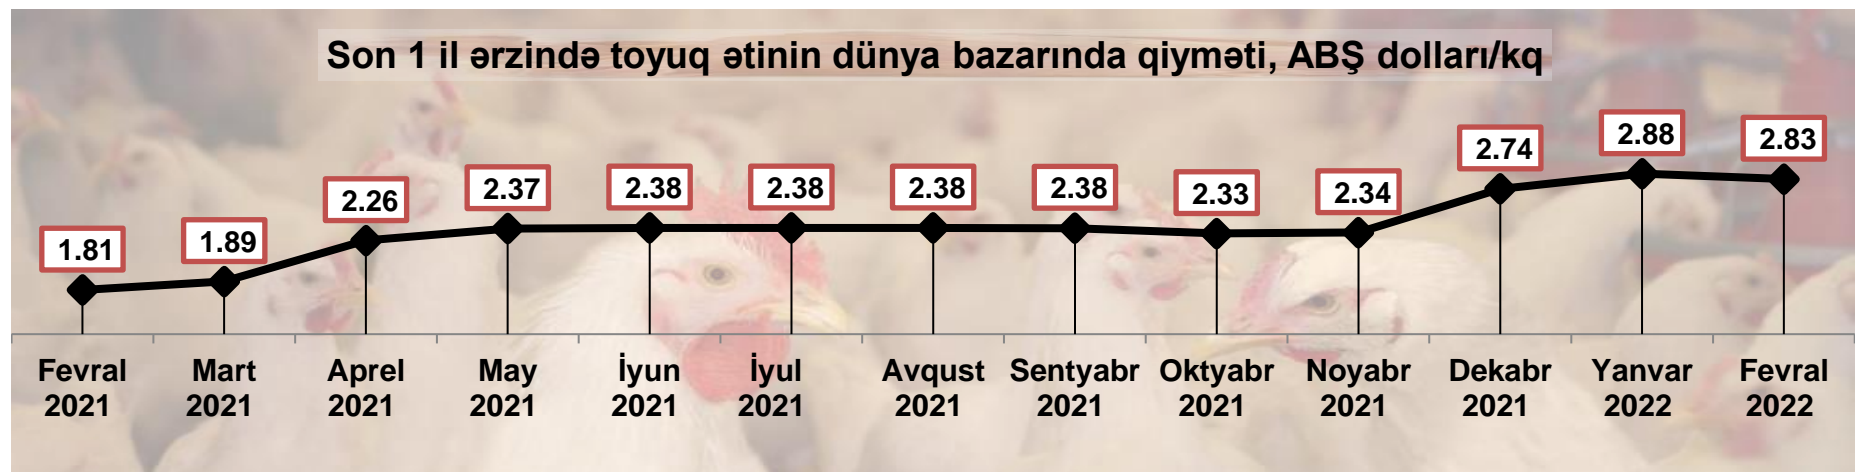 Son 1 il ərzində toyuq ətinin dünya bazarında qiyməti, ABŞ dolları/kq
1.81 1.89 2.26 2.37 2.38 2.38 2.38 2.38 2.33 2.34 2.74 2.88 2.83
Fevral Mart Aprel May İyun İyul Avqust Sentyabr Oktyabr Noyabr Dekabr Yanvar Fevral
2021 2021 2021 2021 2021 2021 2021 2021 2021 2021 2021 2022 2022